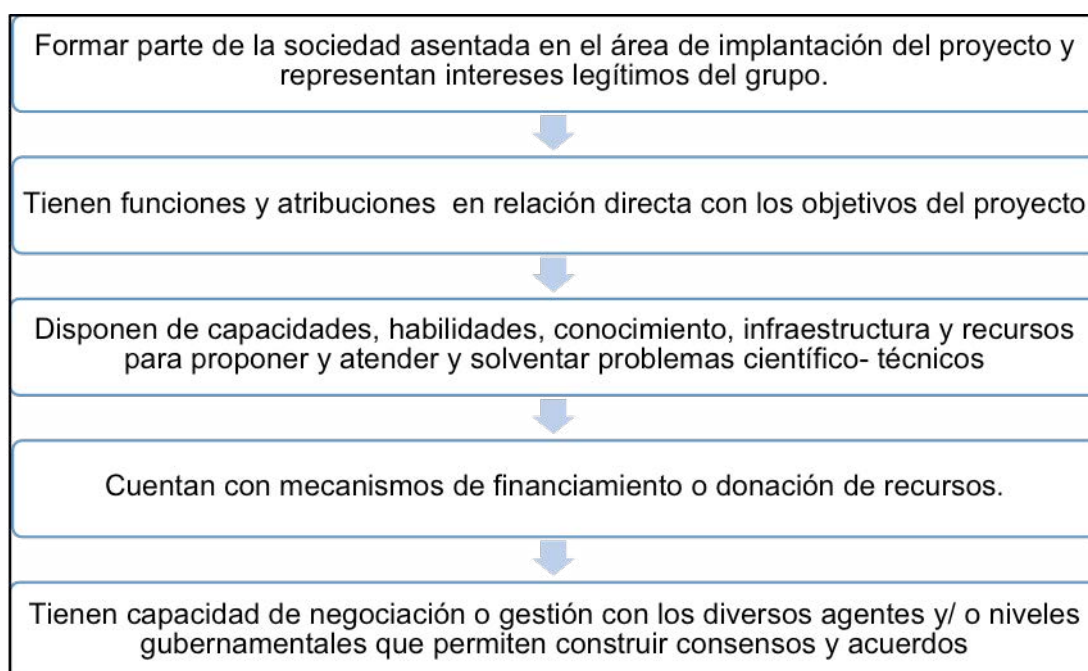 Formar parte de la sociedad asentada en el área de implantación del proyecto y
representan intereses legítimos del grupo.
Tienen funciones y atribuciones  en relación directa con los objetivos del proyecto
Disponen de capacidades, habilidades, conocimiento, infraestructura y recursos
para proponer y atender y solventar problemas científico- técnicos
Cuentan con mecanismos de financiamiento o donación de recursos.
Tienen capacidad de negociación o gestión con los diversos agentes y/ o niveles
gubernamentales que permiten construir consensos y acuerdos